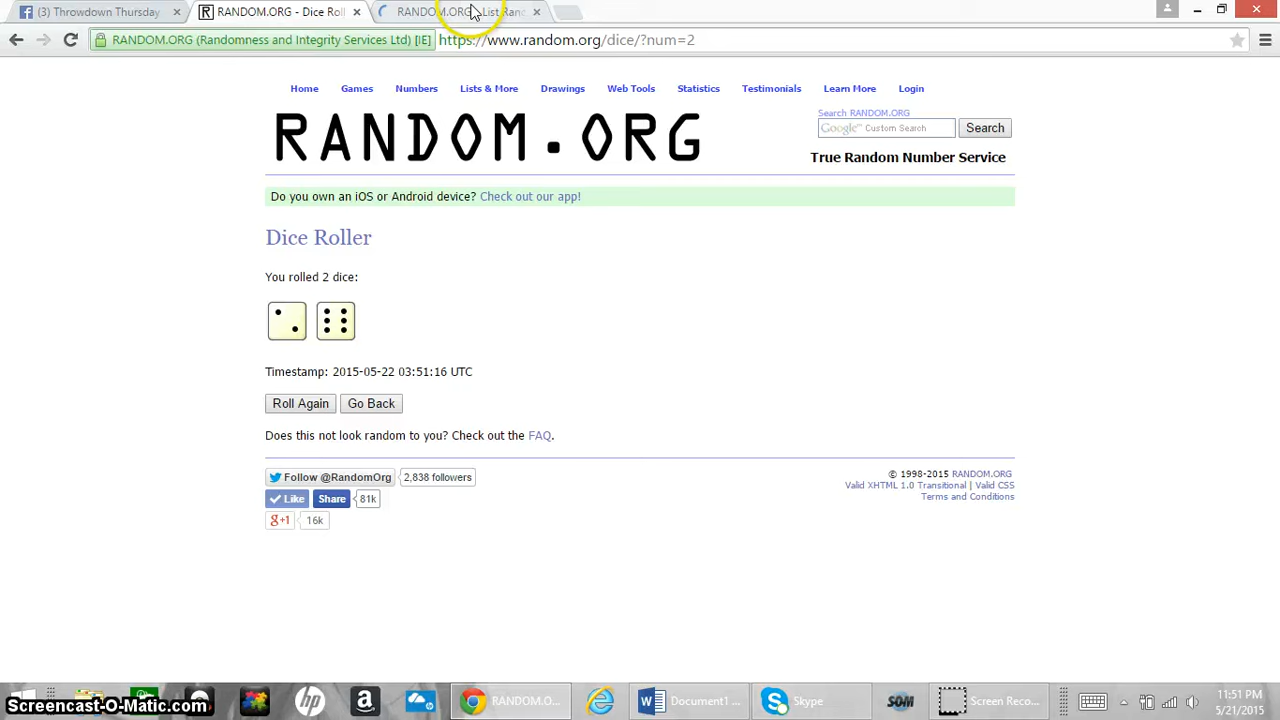 (3) Throwdown Thursday
RANDOM.ORG - Dice Roll
RANDOM.ORG - List Rand
RANDOM.ORG (Randomness and Integrity Services Ltd) [IE]
https://www.random.org/dice/?num=2
Home Games Numbers Lists & More Drawings Web Tools Statistics Testimonials Learn More Login
RANDOM.ORG
Search RANDOM.ORG
Google™ Custom Search
Search
True Random Number Service
Do you own an iOS or Android device? Check out our app!
Dice Roller
You rolled 2 dice:
Timestamp: 2015-05-22 03:51:16 UTC
Roll Again Go Back
Does this not look random to you? Check out the FAQ.
Follow @RandomOrg 2,838 followers
Like Share 81k
g+1 16k
© 1998-2015 RANDOM.ORG
Valid XHTML 1.0 Transitional | Valid CSS
Terms and Conditions
hp
a
RANDOM.O...
Document1 ...
Skype
SOM
Screen Reco...
11:51 PM
5/21/2015
Screencast-O-Matic.com